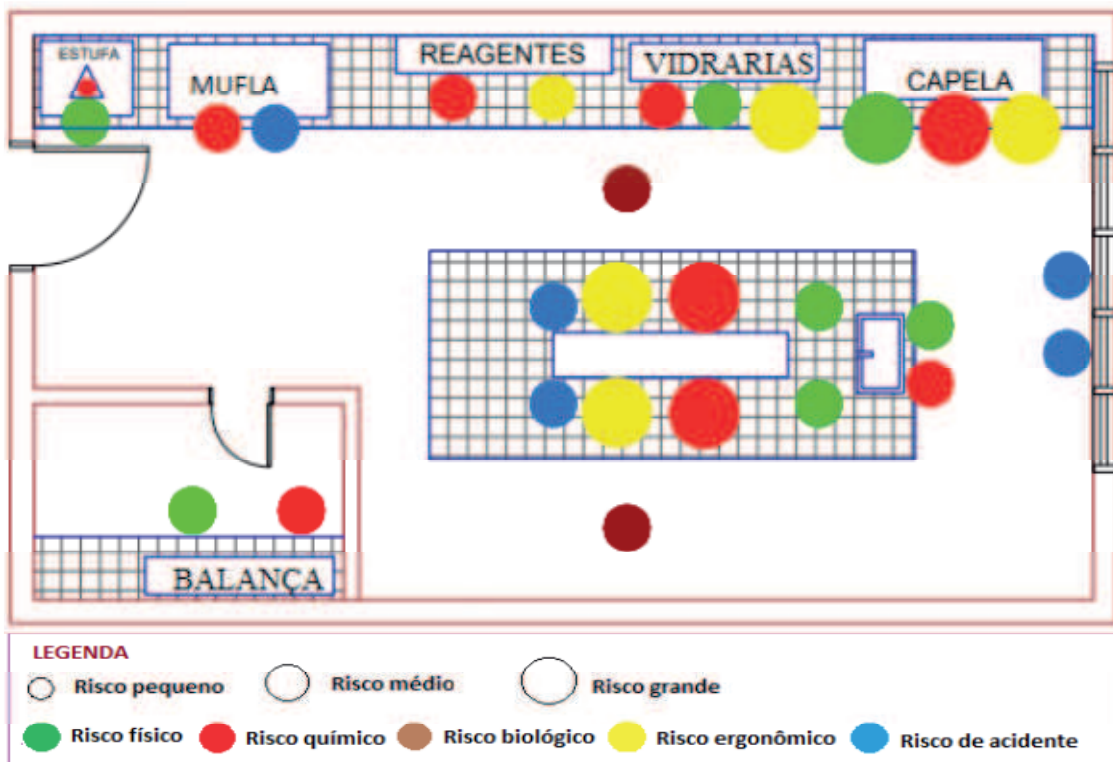 ESTUFA
MUFLA
REAGENTES
VIDRARIAS
CAPELA
BALANÇA
LEGENDA
Risco pequeno
Risco médio
Risco grande
Risco físico
Risco químico
Risco biológico
Risco ergonômico
Risco de acidente